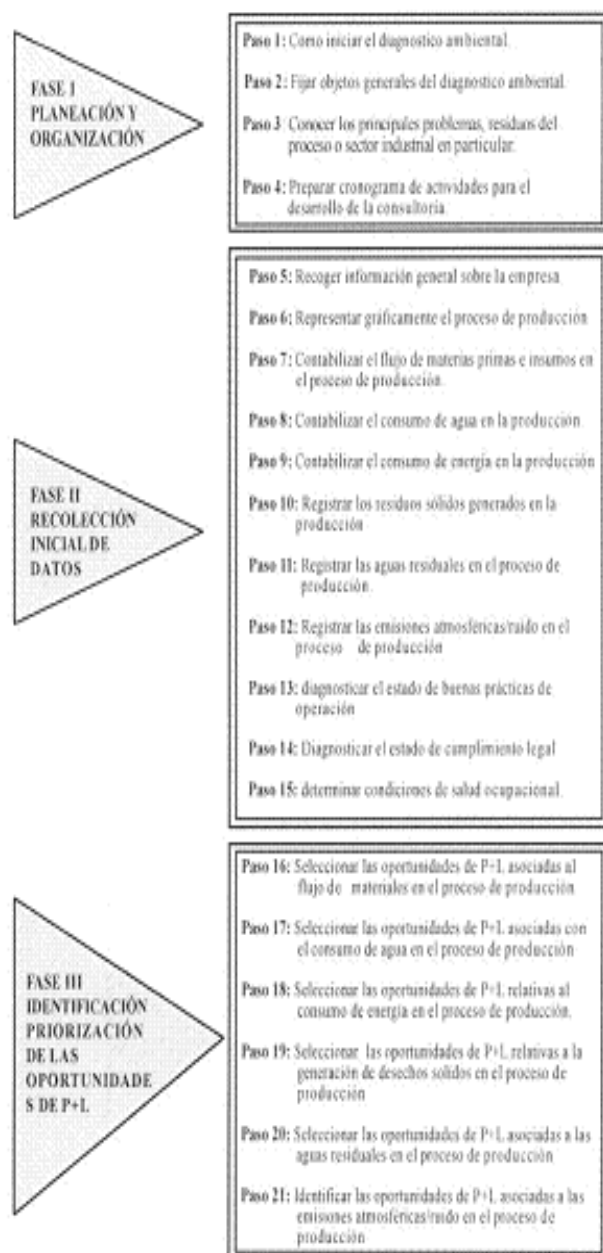 FASE I
PLANEACIÓN Y
ORGANIZACIÓN
Paso 1: Como iniciar el diagnostico ambiental.
Paso 2: Fijar objetos generales del diagnostico ambiental.
Paso 3 Conocer los principales problemas, residuos del
proceso o sector industrial en particular.
Paso 4: Preparar cronograma de actividades para el
desarrollo de la consultoria
FASE II
RECOLECCIÓN
INICIAL DE
DATOS
Paso 5: Recoger información general sobre la empresa
Paso 6: Representar gráficamente el proceso de producción
Paso 7: Contabilizar el flujo de materias primas e insumos en
el proceso de producción.
Paso 8: Contabilizar el consumo de agua en la producción
Paso 9: Contabilizar el consumo de energía en la producción
Paso 10: Registrar los residuos sólidos generados en la
producción
Paso 11: Registrar las aguas residuales en el proceso de
producción.
Paso 12: Registrar las emisiones atmosféricas/ruido en el
proceso de producción
Paso 13: diagnosticar el estado de buenas prácticas de
operación
Paso 14: Diagnosticar el estado de cumplimiento legal
Paso 15: determinar condiciones de salud ocupacional.
FASE III
IDENTIFICACIÓN
PRIORIZACIÓN
DE LAS
OPORTUNIDADE
S DE P+L
Paso 16: Seleccionar las oportunidades de P+L asociadas al
flujo de materiales en el proceso de producción
Paso 17: Seleccionar las oportunidades de P+L asociadas con
el consumo de agua en el proceso de producción
Paso 18: Seleccionar las oportunidades de P+L relativas al
consumo de energía en el proceso de producción.
Paso 19: Seleccionar las oportunidades de P+L relativas a la
generación de desechos solidos en el proceso de
producción
Paso 20: Seleccionar las oportunidades de P+L asociadas a las
aguas residuales en el proceso de producción
Paso 21: Identificar las oportunidades de P+L asociadas a las
emisiones atmosféricas/ruido en el proceso de
producción